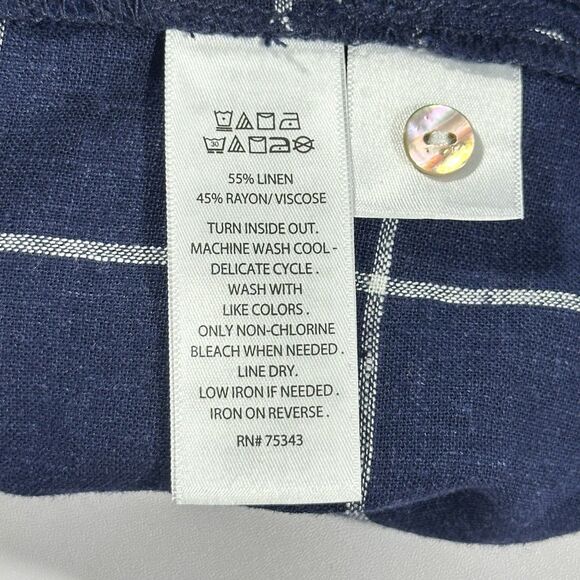 30
55% LINEN
45% RAYON/ VISCOSE
TURN INSIDE OUT.
MACHINE WASH COOL -
DELICATE CYCLE .
WASH WITH
LIKE COLORS .
ONLY NON-CHLORINE
BLEACH WHEN NEEDED .
LINE DRY.
LOW IRON IF NEEDED .
IRON ON REVERSE .
RN# 75343